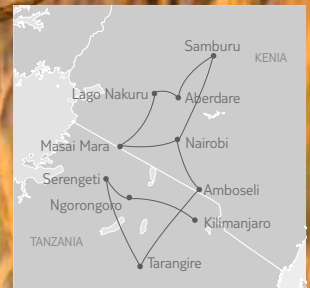 Samburu
KENIA
Lago Nakuru
Aberdare
Masai Mara
Nairobi
Serengeti
Amboseli
Ngorongoro
Kilimanjaro
TANZANIA
Tarangire